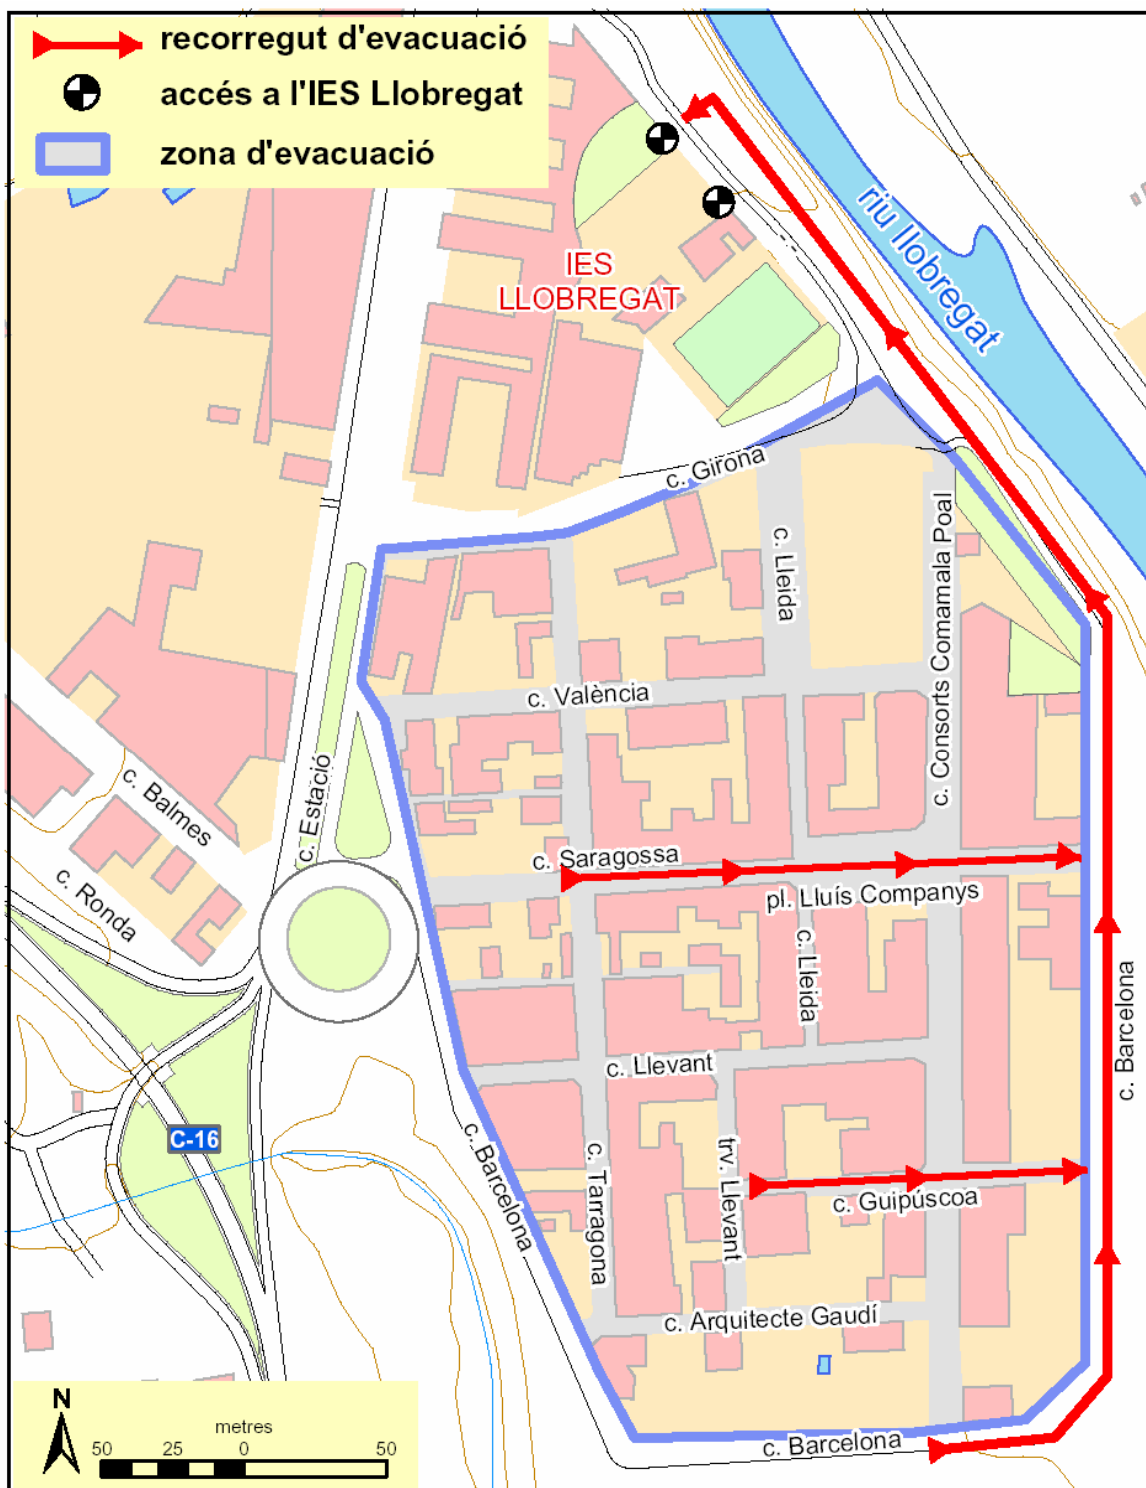 recorregut d'evacuació
accés a l'IES Llobregat
zona d'evacuació
riu llobregat
IES
LLOBREGAT
c. Girona
c. Lleida
c. Consorts Comamala Poal
c. València
c. Estació
c. Balmes
c. Ronda
c. Saragossa
pl. Lluís Companys
c. Lleida
c. Barcelona
c. Llevant
C-16
c. Barcelona
c. Tarragona
trv. Llevant
c. Guipúscoa
c. Arquitecte Gaudí
c. Barcelona
N
metres
50 25 0 50